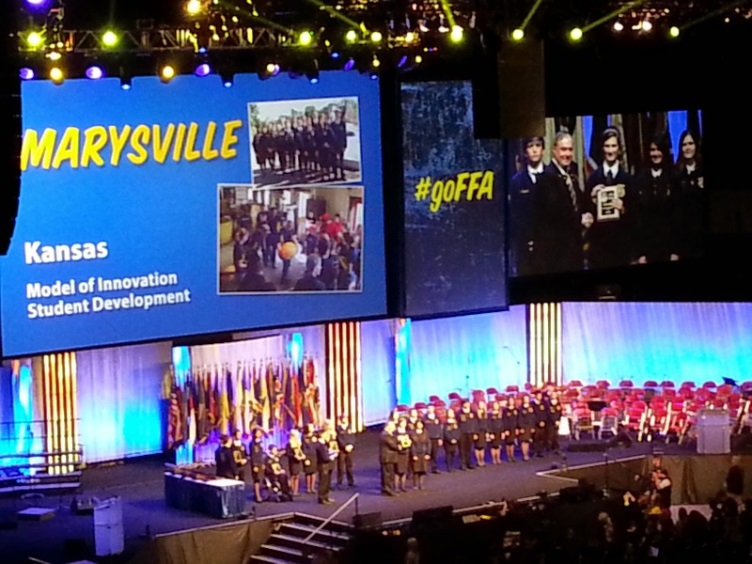 MARYSVILLE
Kansas
Model of Innovation
Student Development
#goFFA